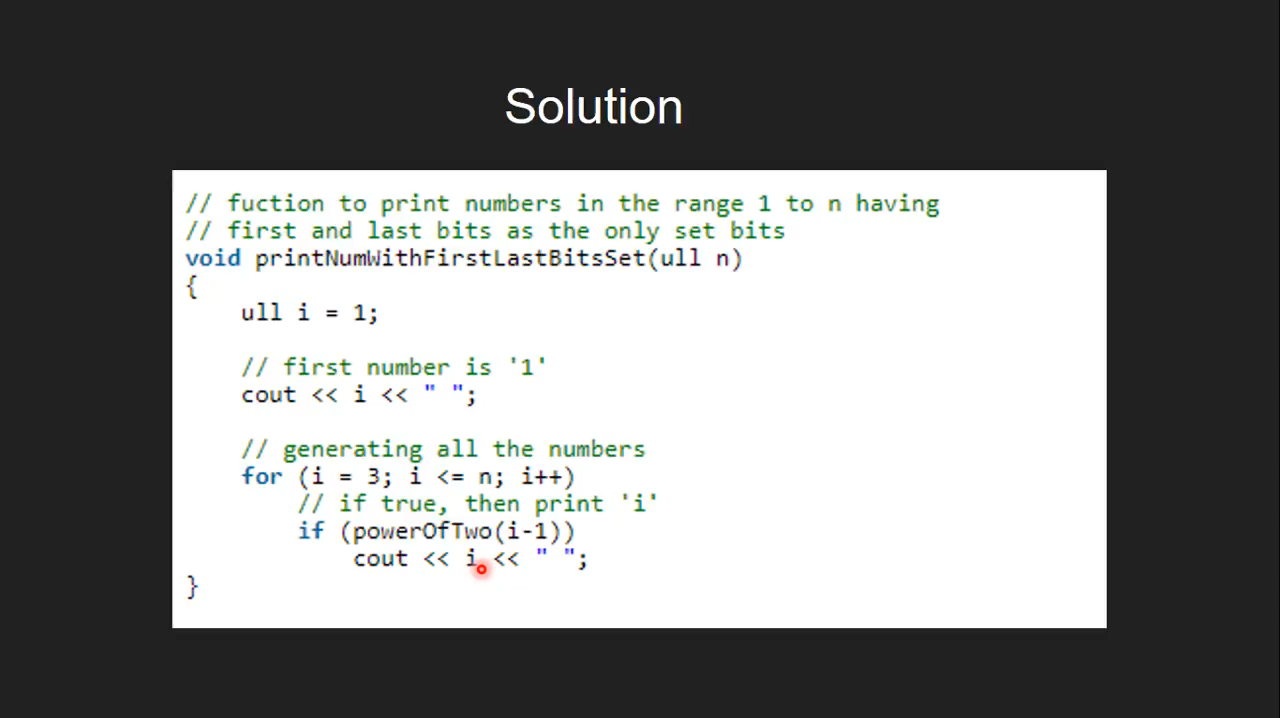 Solution
// fuction to print numbers in the range 1 to n having
// first and last bits as the only set bits
void printNumWithFirstLastBitsSet(ull n)
{
    ull i = 1;
    // first number is '1'
    cout << i << " ";
    // generating all the numbers
    for (i = 3; i <= n; i++)
        // if true, then print 'i'
        if (powerOfTwo(i-1))
            cout << i << " ";
}